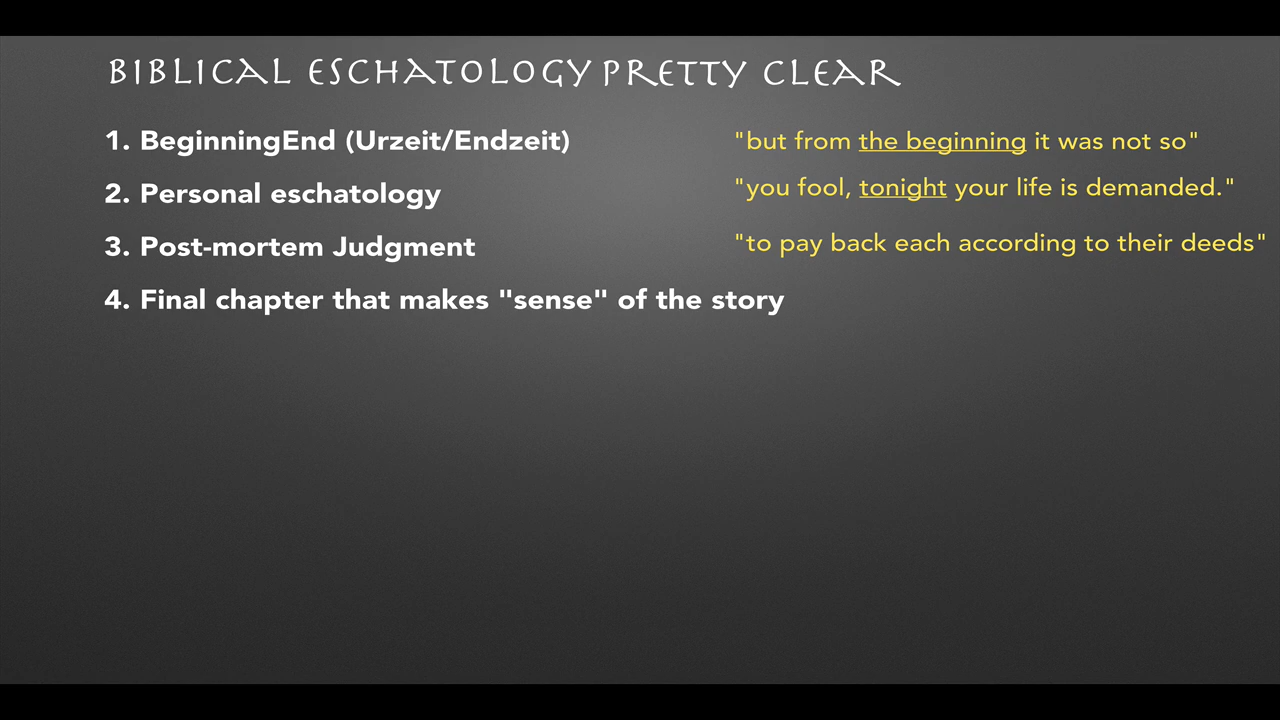 BIBLICAL ESCHATOLOGY PRETTY CLEAR
1. BeginningEnd (Urzeit/Endzeit)
"but from the beginning it was not so"
2. Personal eschatology
"you fool, tonight your life is demanded."
3. Post-mortem Judgment
"to pay back each according to their deeds"
4. Final chapter that makes "sense" of the story